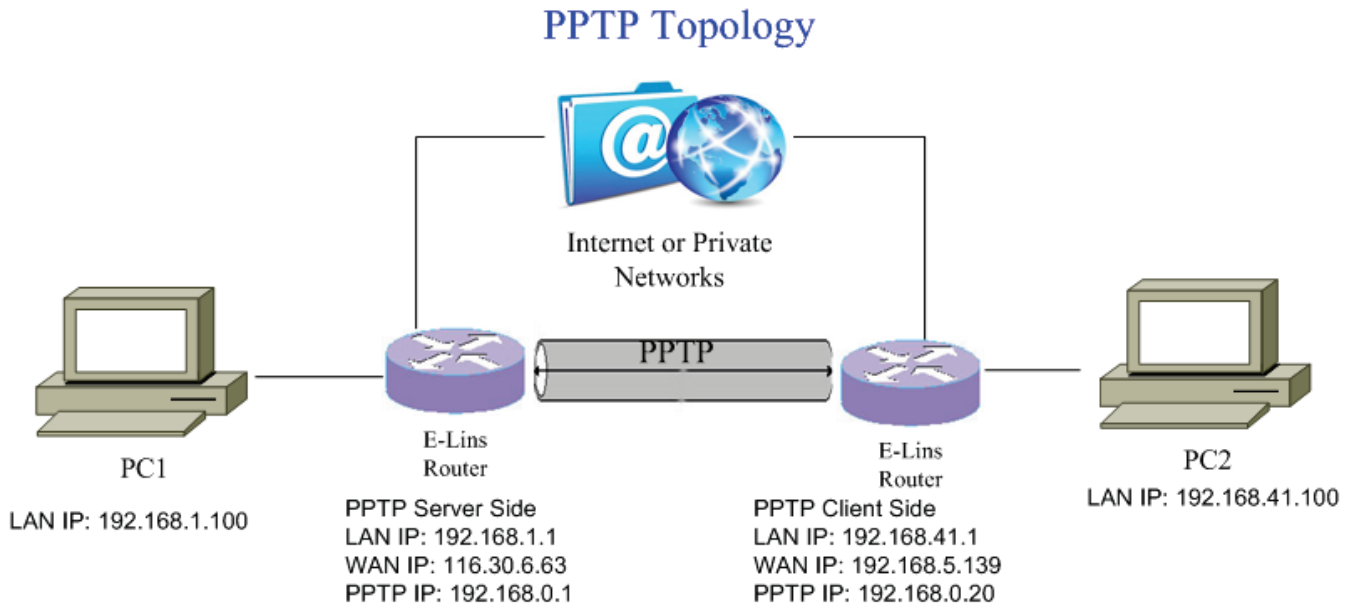 PPTP Topology
@
Internet or Private
Networks
PPTP
PC1
LAN IP: 192.168.1.100
E-Lins
Router
PPTP Server Side
LAN IP: 192.168.1.1
WAN IP: 116.30.6.63
PPTP IP: 192.168.0.1
E-Lins
Router
PPTP Client Side
LAN IP: 192.168.41.1
WAN IP: 192.168.5.139
PPTP IP: 192.168.0.20
PC2
LAN IP: 192.168.41.100